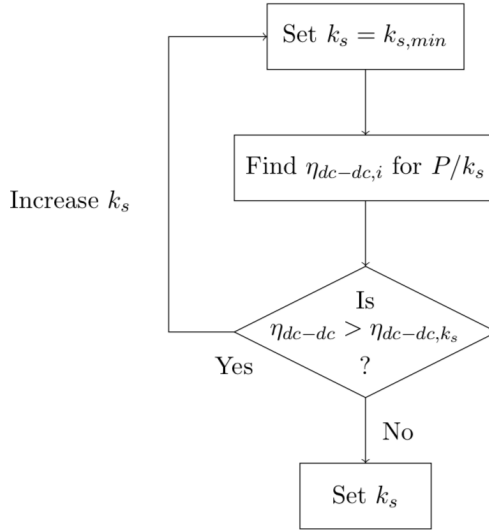 Set $k_s = k_{s,min}$
Find $\eta_{dc-dc,i}$ for $P/k_s$
Increase $k_s$
Is
$\eta_{dc-dc} > \eta_{dc-dc,k_s}$
?
Yes
No
Set $k_s$